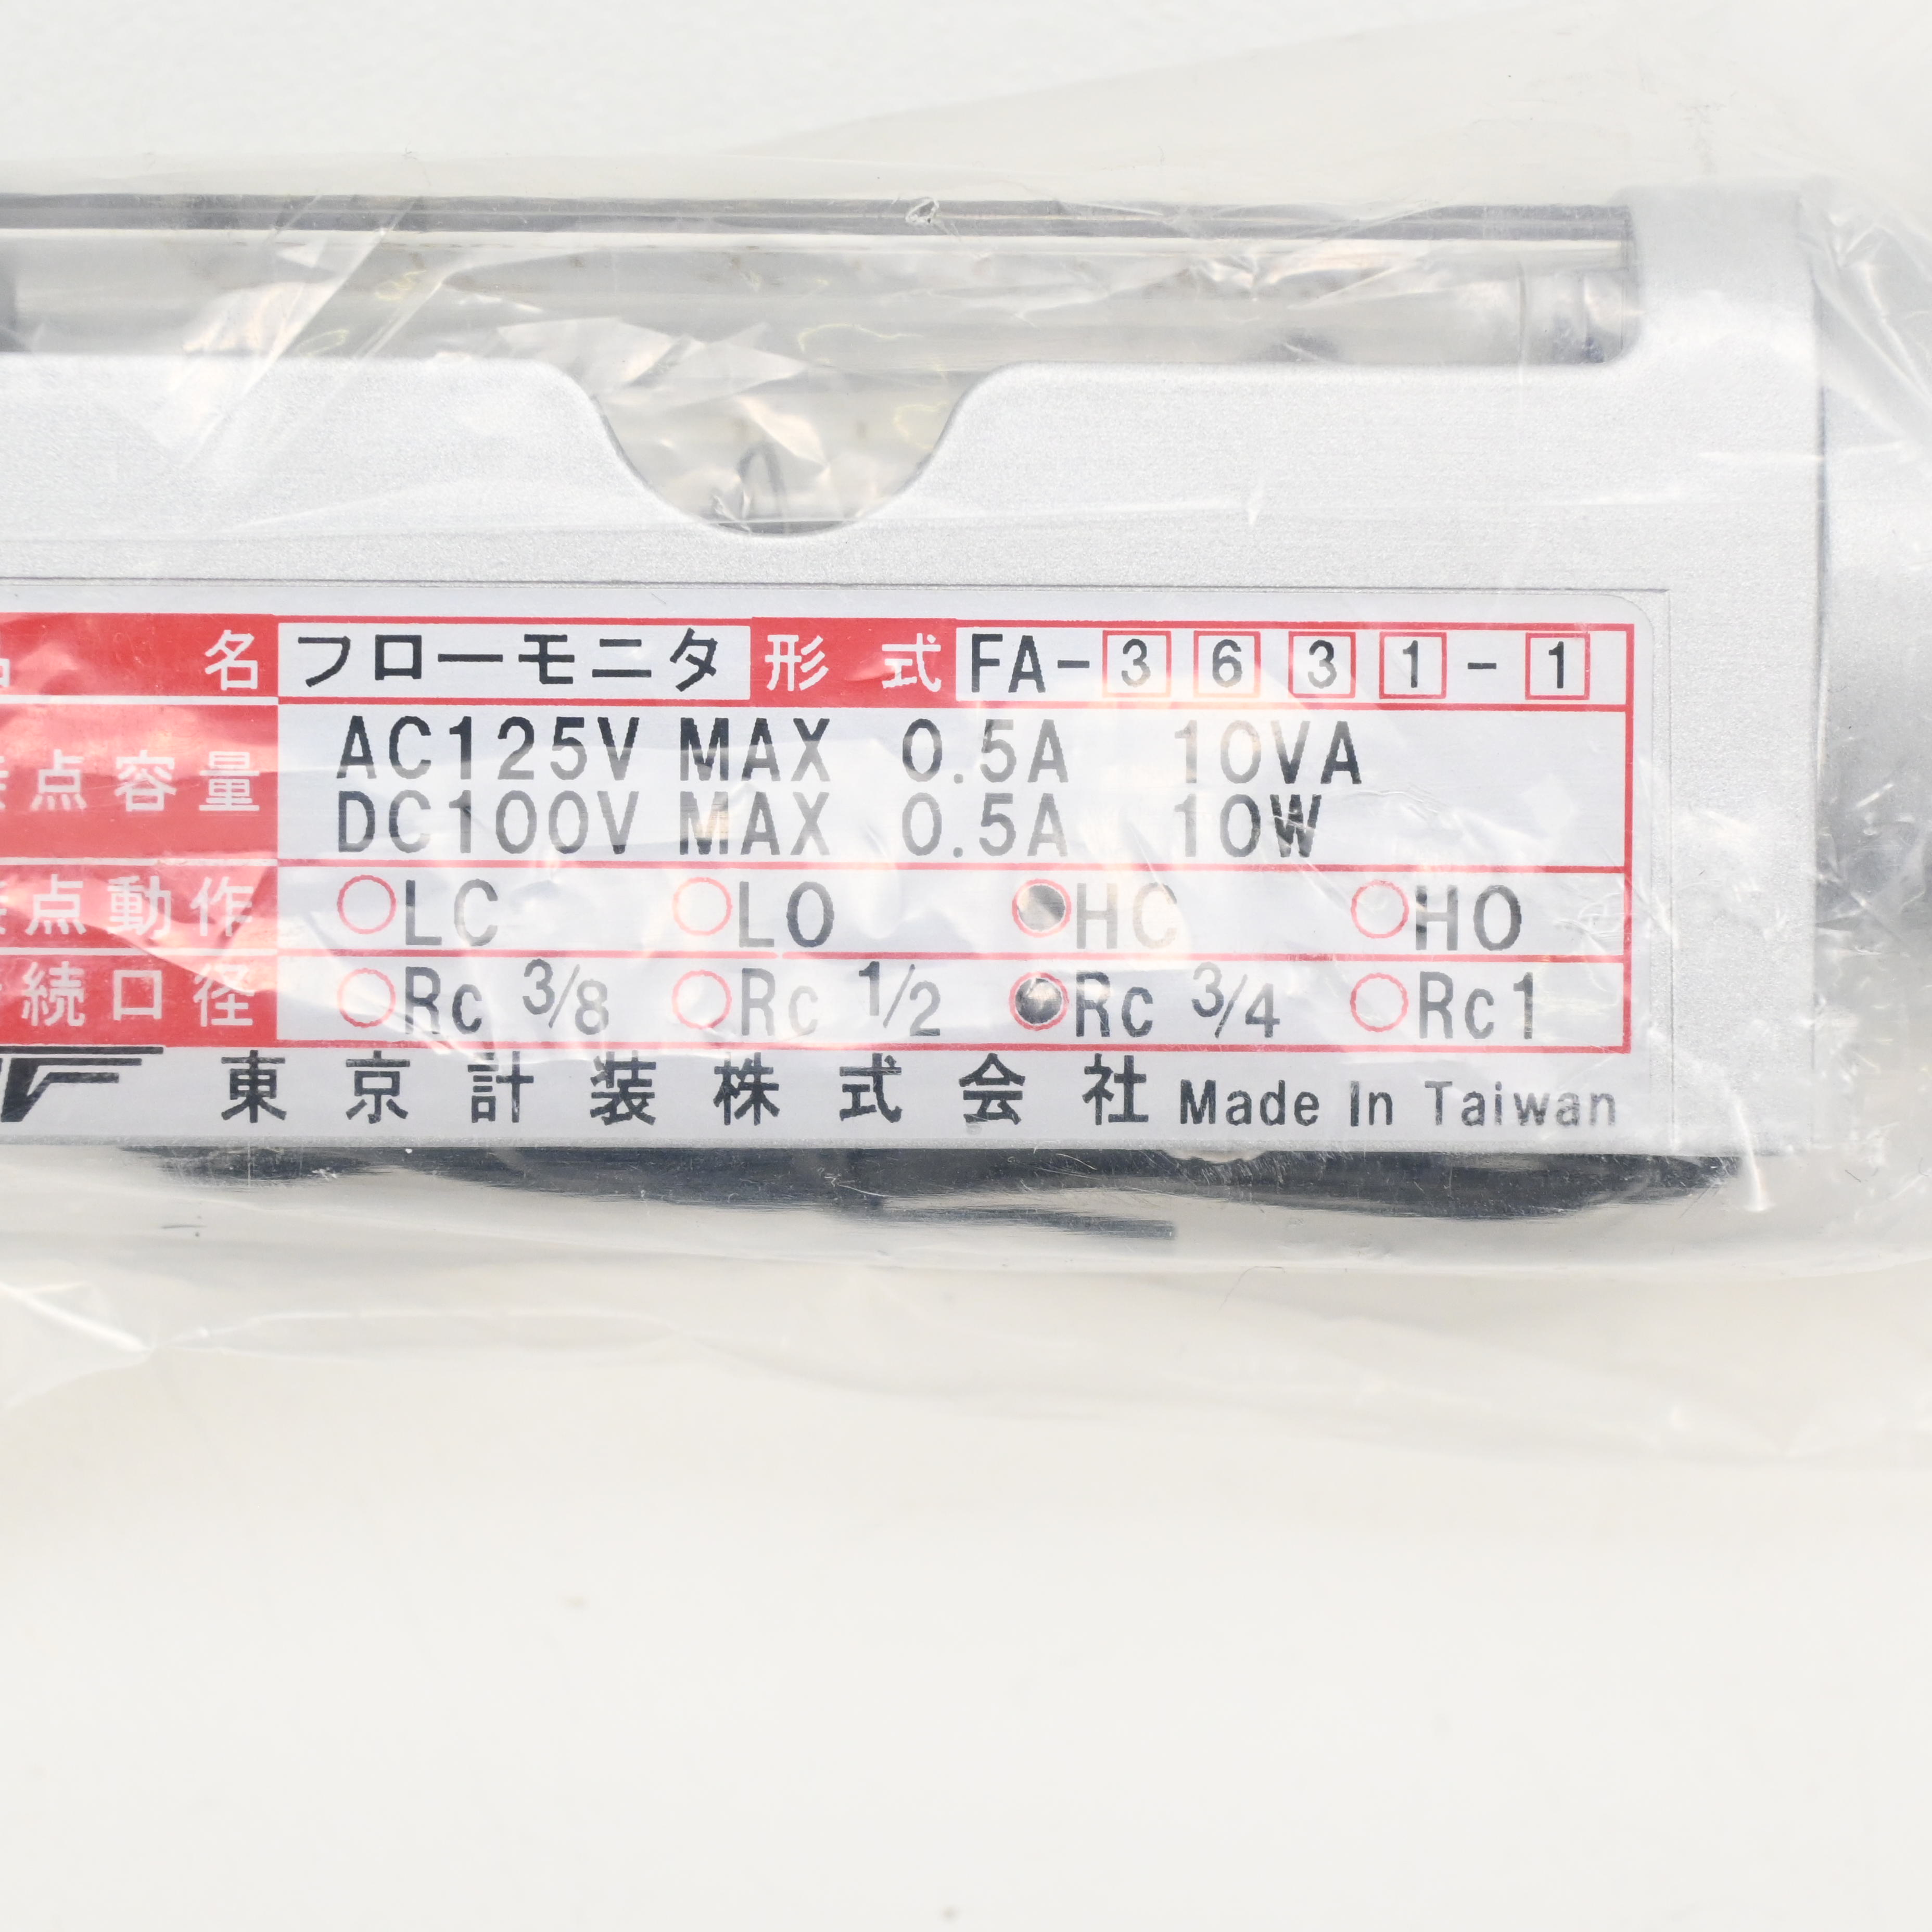 名 フローモニタ 形式 FA-3631-1
点容量 AC125V MAX 0.5A 10VA
DC100V MAX 0.5A 10W
点動作 ○LC ○LO ●HC ○HO
続口径 ○Rc 3/8 ○Rc 1/2 ●Rc 3/4 ○Rc1
東京計装株式会社 Made In Taiwan